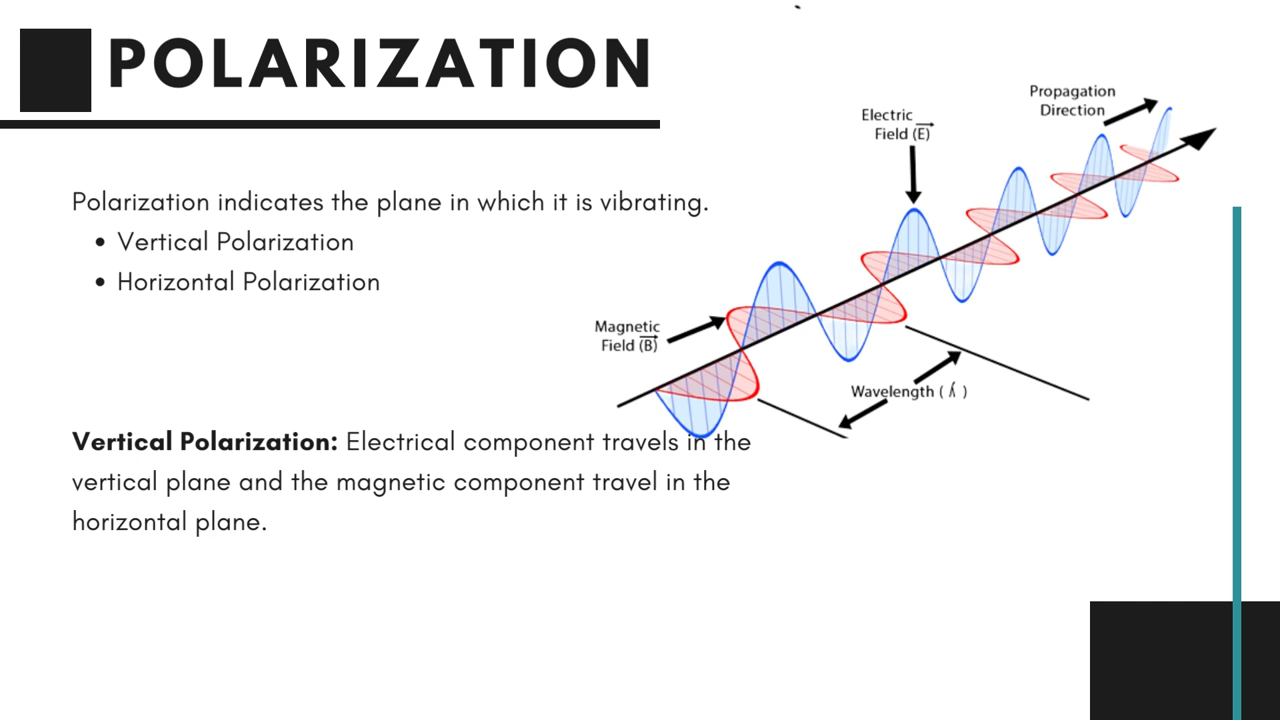 POLARIZATION
Polarization indicates the plane in which it is vibrating.
• Vertical Polarization
• Horizontal Polarization
Vertical Polarization: Electrical component travels in the
vertical plane and the magnetic component travel in the
horizontal plane.
Propagation
Direction
Electric
Field (E)
Magnetic
Field (B)
Wavelength ( λ )